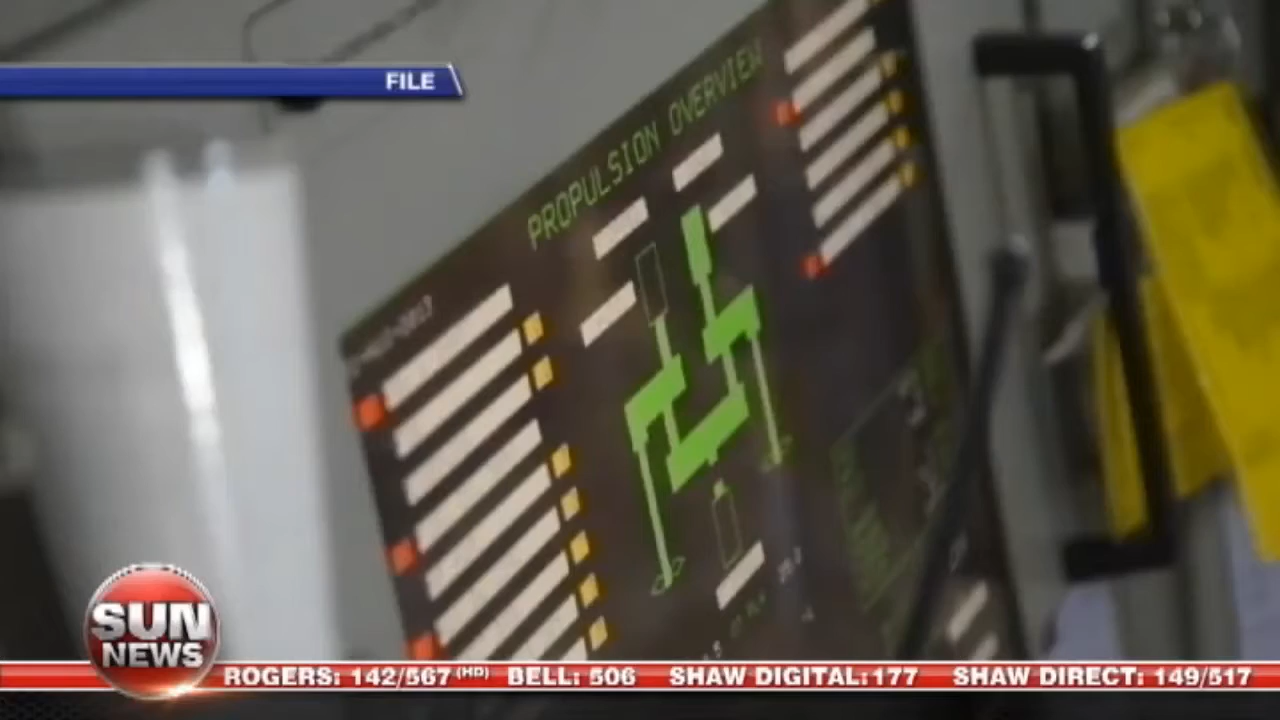 FILE
PROPULSION OVERVIEW
SUN
NEWS
ROGERS: 142/567 (HD) BELL: 506 SHAW DIGITAL:177 SHAW DIRECT: 149/517